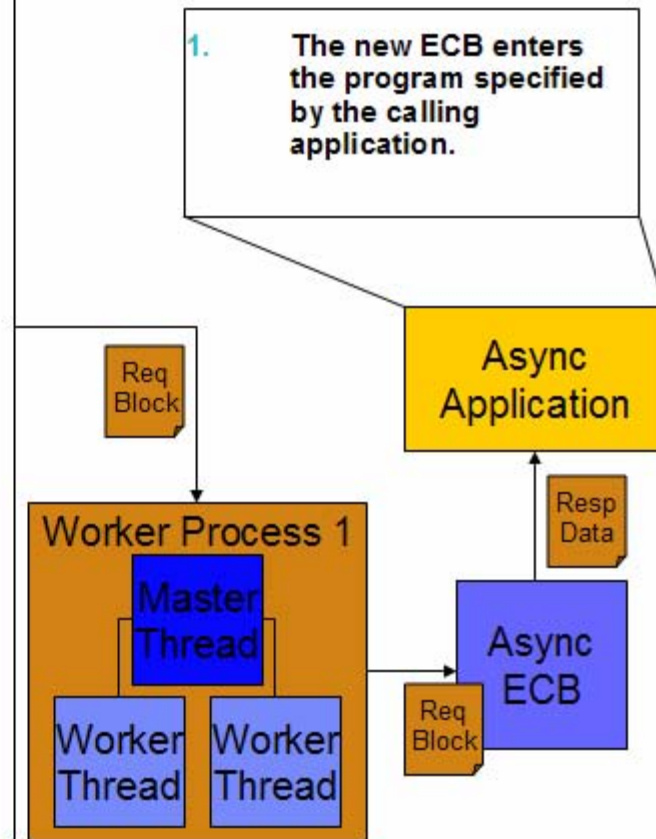 1. The new ECB enters
the program specified
by the calling
application.
Async
Application
Req
Block
Resp
Data
Worker Process 1
Master
Thread
Async
ECB
Req
Block
Worker
Thread
Worker
Thread